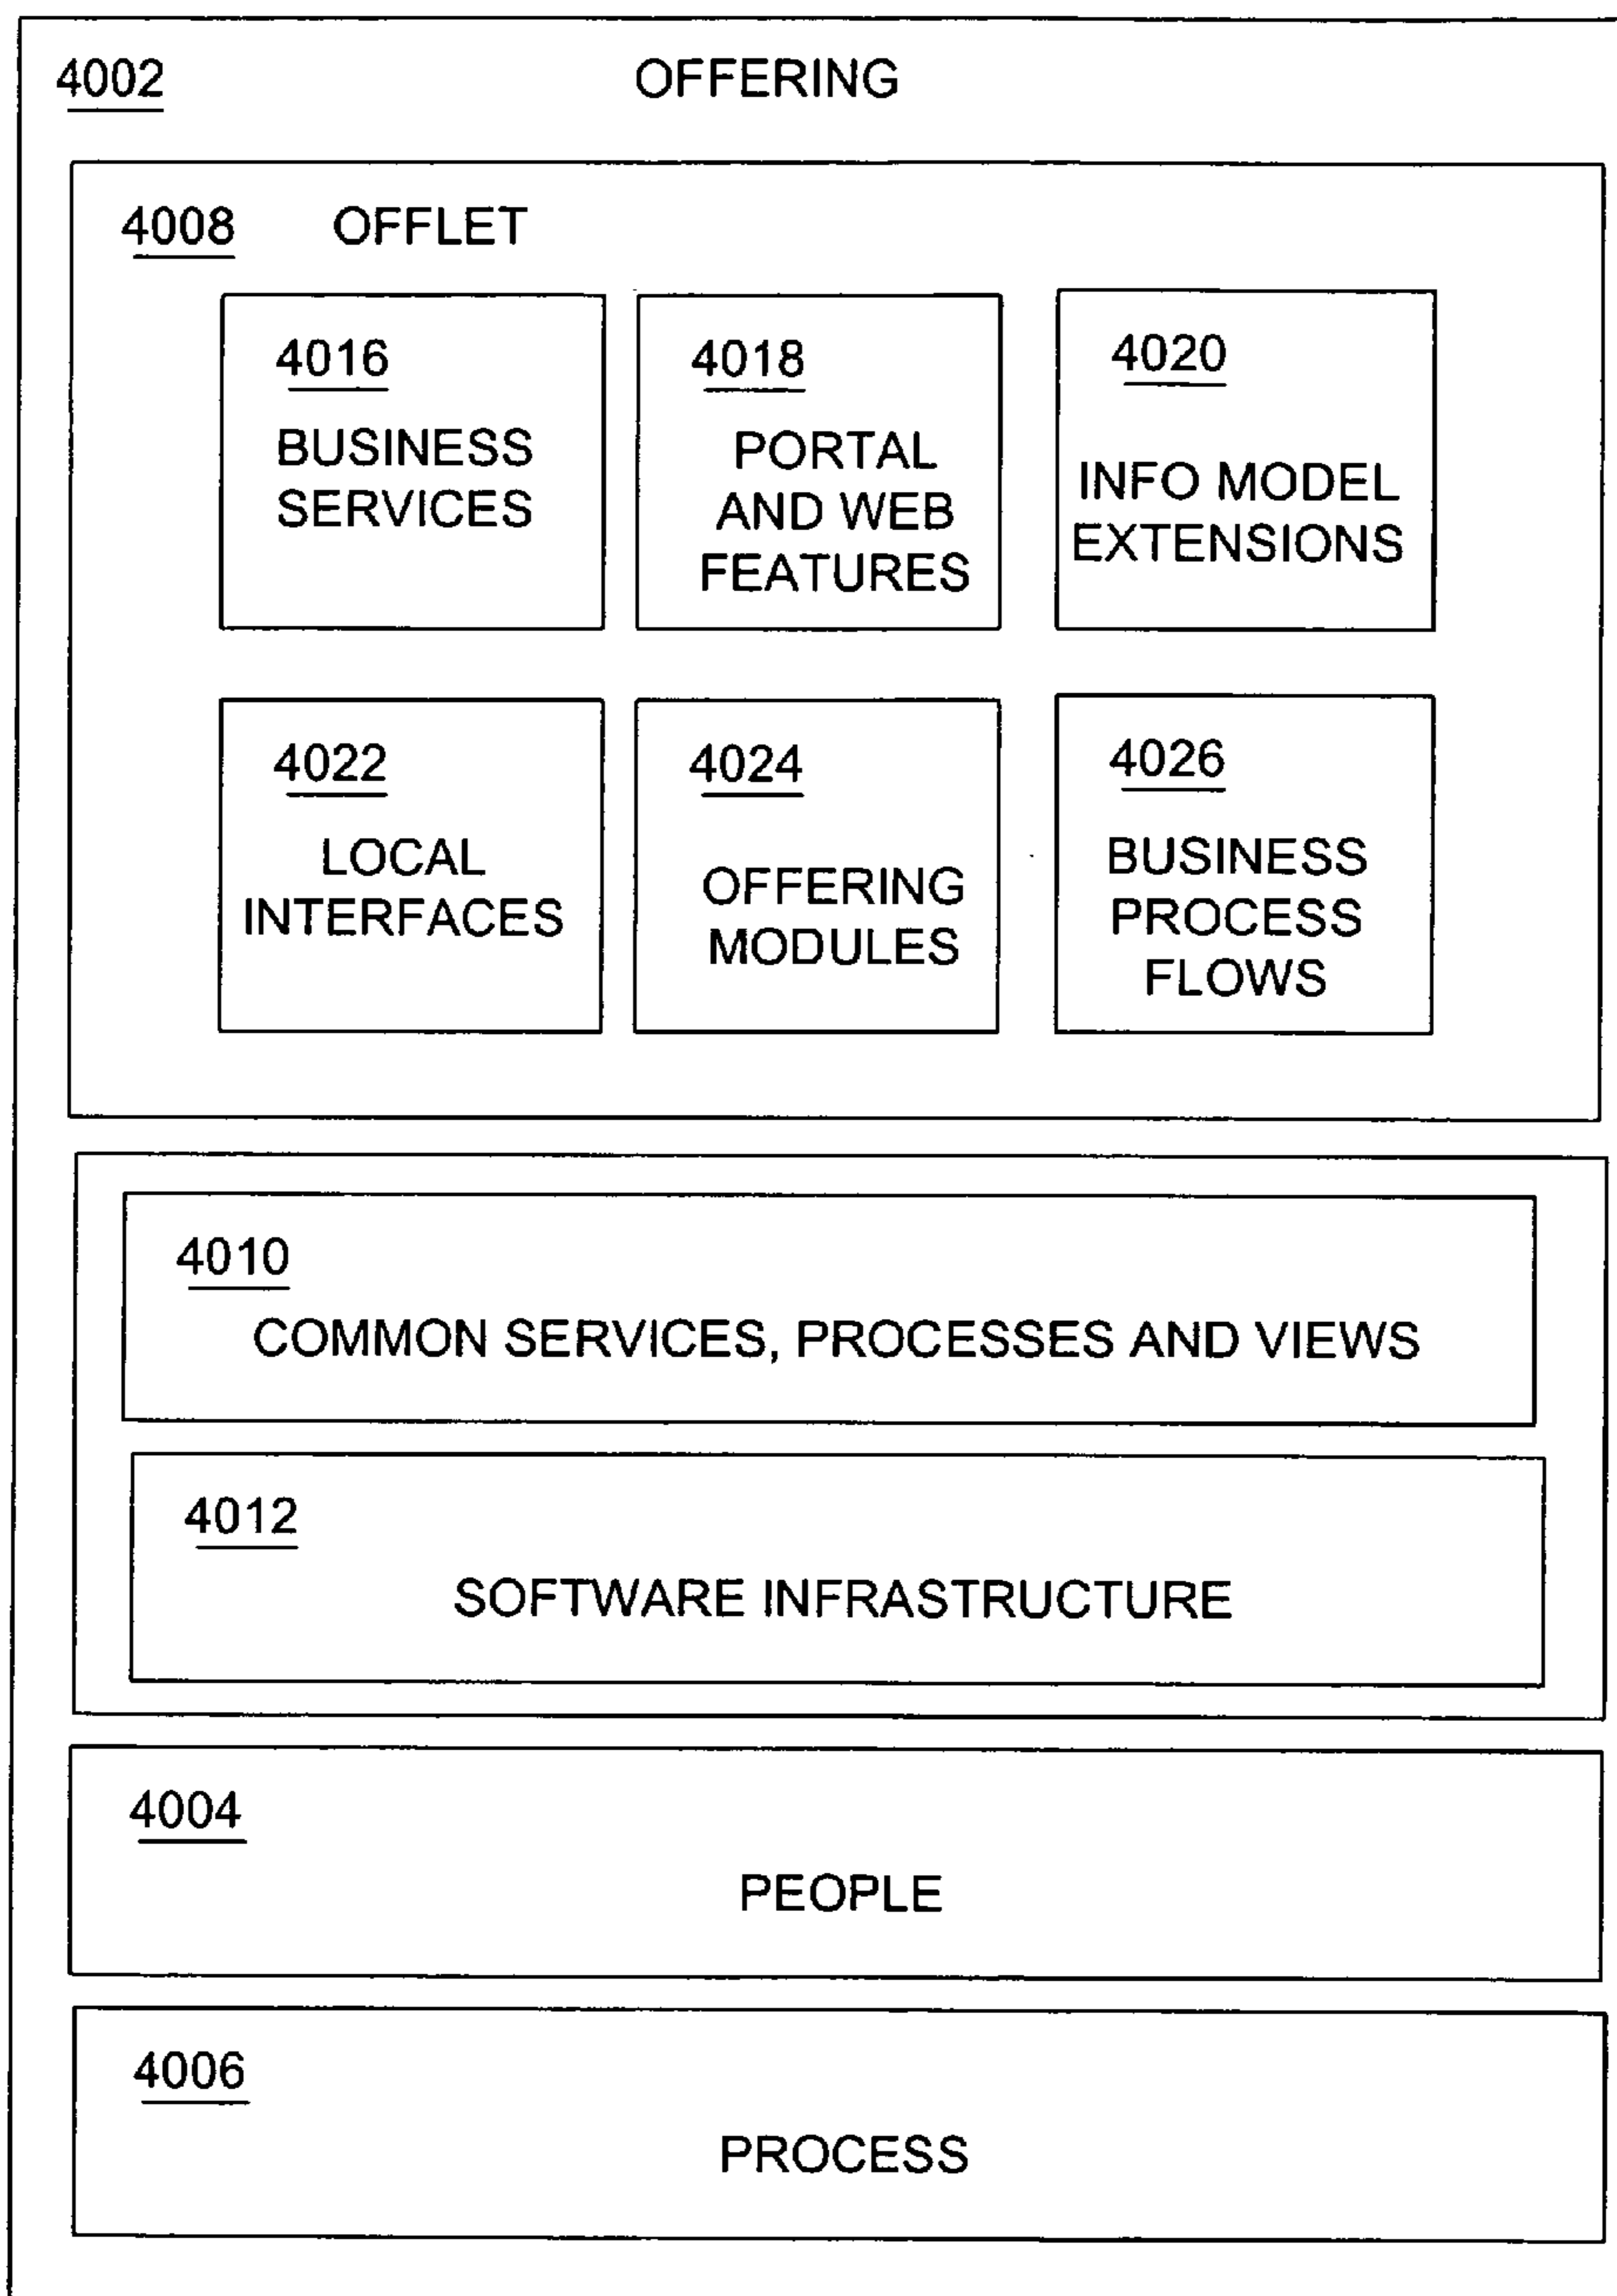 4002 OFFERING
4008 OFFLET
4016
BUSINESS
SERVICES
4018
PORTAL
AND WEB
FEATURES
4020
INFO MODEL
EXTENSIONS
4022
LOCAL
INTERFACES
4024
OFFERING
MODULES
4026
BUSINESS
PROCESS
FLOWS
4010
COMMON SERVICES, PROCESSES AND VIEWS
4012
SOFTWARE INFRASTRUCTURE
4004
PEOPLE
4006
PROCESS